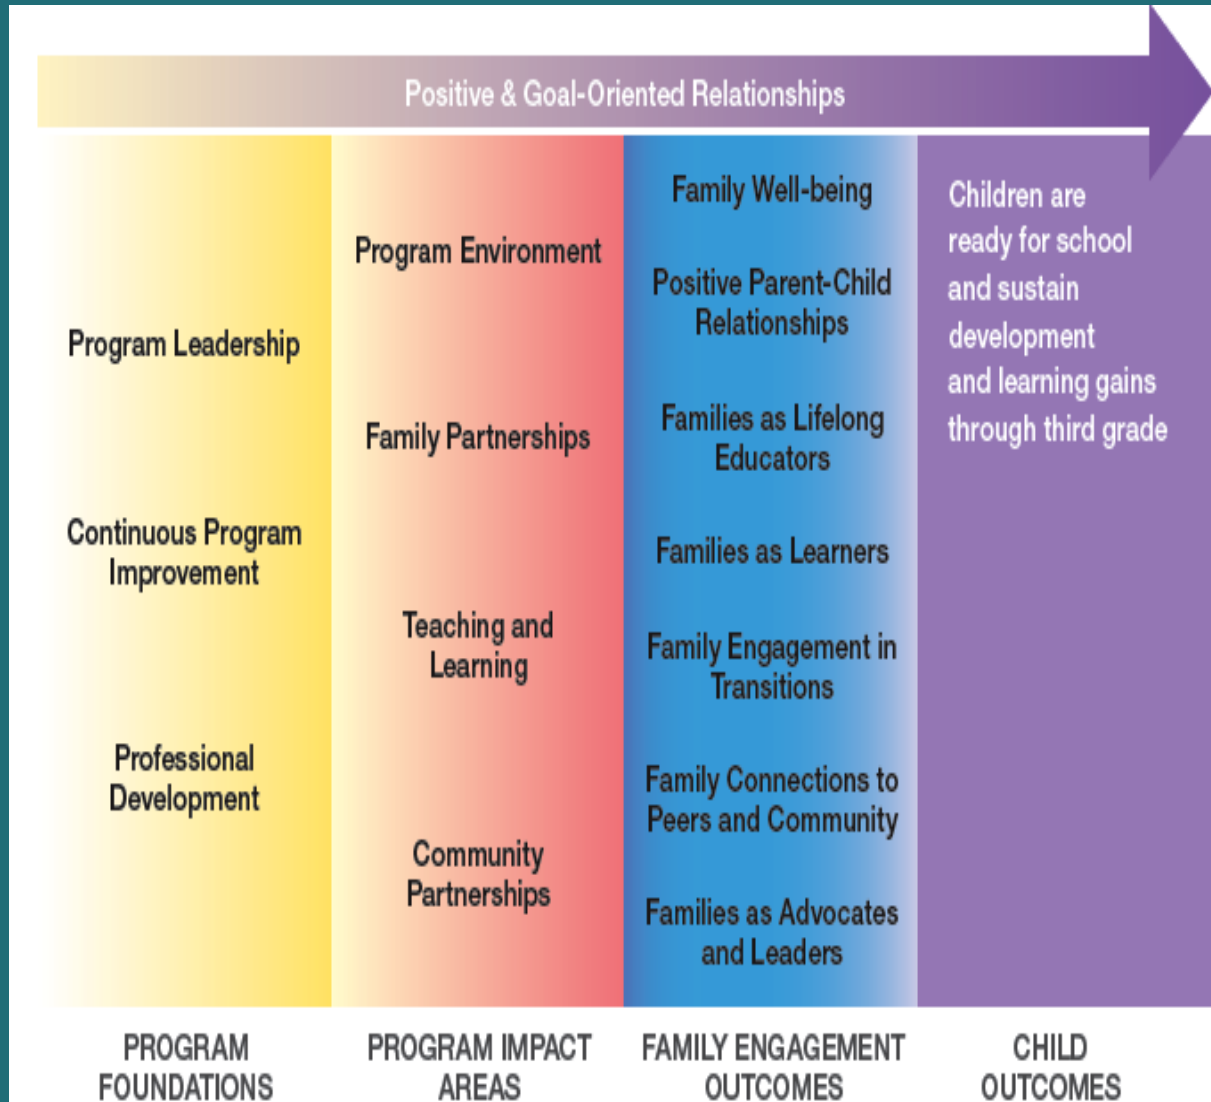 Positive & Goal-Oriented Relationships
Program Leadership
Continuous Program
Improvement
Professional
Development
PROGRAM
FOUNDATIONS
Program Environment
Family Partnerships
Teaching and
Learning
Community
Partnerships
PROGRAM IMPACT
AREAS
Family Well-being
Positive Parent-Child
Relationships
Families as Lifelong
Educators
Families as Learners
Family Engagement in
Transitions
Family Connections to
Peers and Community
Families as Advocates
and Leaders
FAMILY ENGAGEMENT
OUTCOMES
Children are
ready for school
and sustain
development
and learning gains
through third grade
CHILD
OUTCOMES